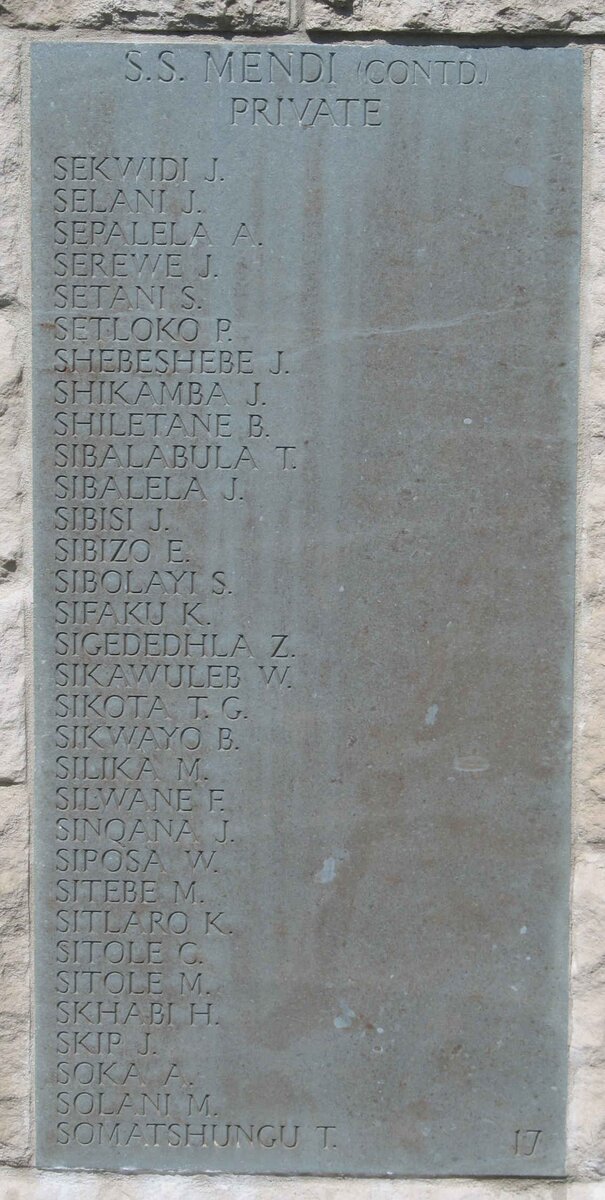 S.S. MENDI (CONTD.)
PRIVATE
SEKWIDI J.
SELANI J.
SEPALELA A.
SEREWE J.
SETANI S.
SETLOKO P.
SHEBESHEBE J.
SHIKAMBA J.
SHILETANE B.
SIBALABULA T.
SIBALELA J.
SIBISI J.
SIBIZO E.
SIBOLAYI S.
SIFAKU K.
SIGEDEDHLA Z.
SIKAWULEB W.
SIKOTA T. G.
SIKWAYO B.
SILIKA M.
SILWANE F.
SINQANA J.
SIPOSA W.
SITEBE M.
SITLARO K.
SITOLE C.
SITOLE M.
SKHABI H.
SKIP J.
SOKA A.
SOLANI M.
SOMATSHUNGU T. 17